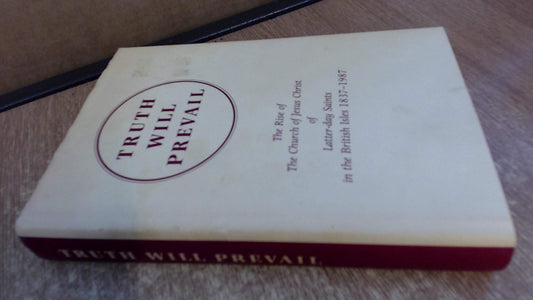 TRUTH
WILL
PREVAIL
The Rise of
The Church of Jesus Christ
of
Latter-day Saints
in the British Isles 1837-1987
TRUTH WILL PREVAIL